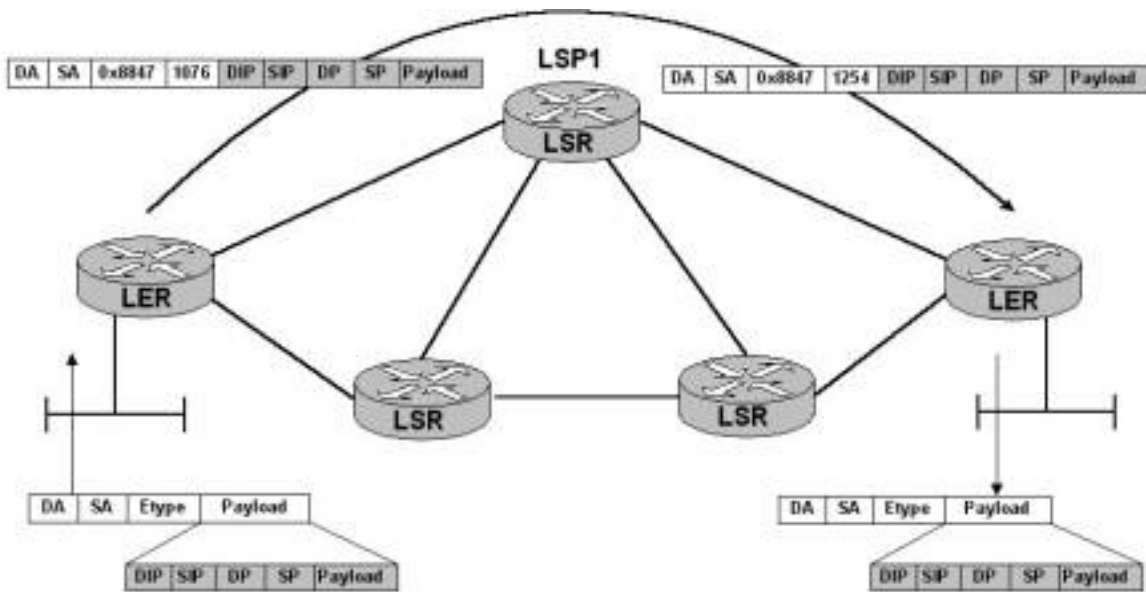 LSP1
DA SA 0x8847 1076 DIP SIP DP SP Payload
DA SA 0x8847 1254 DIP SIP DP SP Payload
LSR
LER
LER
LSR
LSR
DA SA Etype Payload
DIP SIP DP SP Payload
DA SA Etype Payload
DIP SIP DP SP Payload